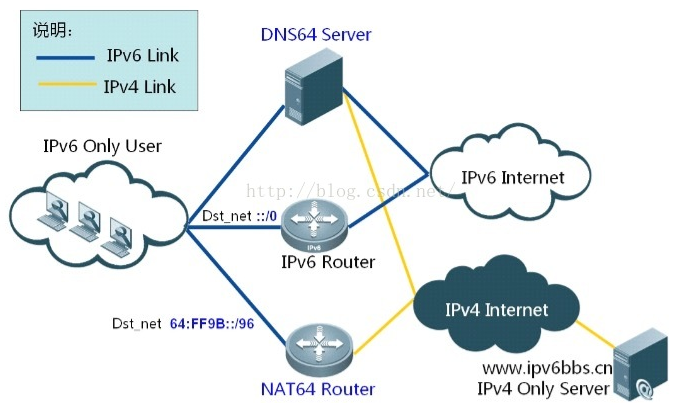 说明：
IPv6 Link
IPv4 Link
DNS64 Server
IPv6 Only User
IPv6 Internet
http://blog.csdn.net/
Dst_net ::/0
IPv6
IPv6 Router
Dst_net 64:FF9B::/96
IPv4 Internet
NAT64 Router
www.ipv6bbs.cn
IPv4 Only Server